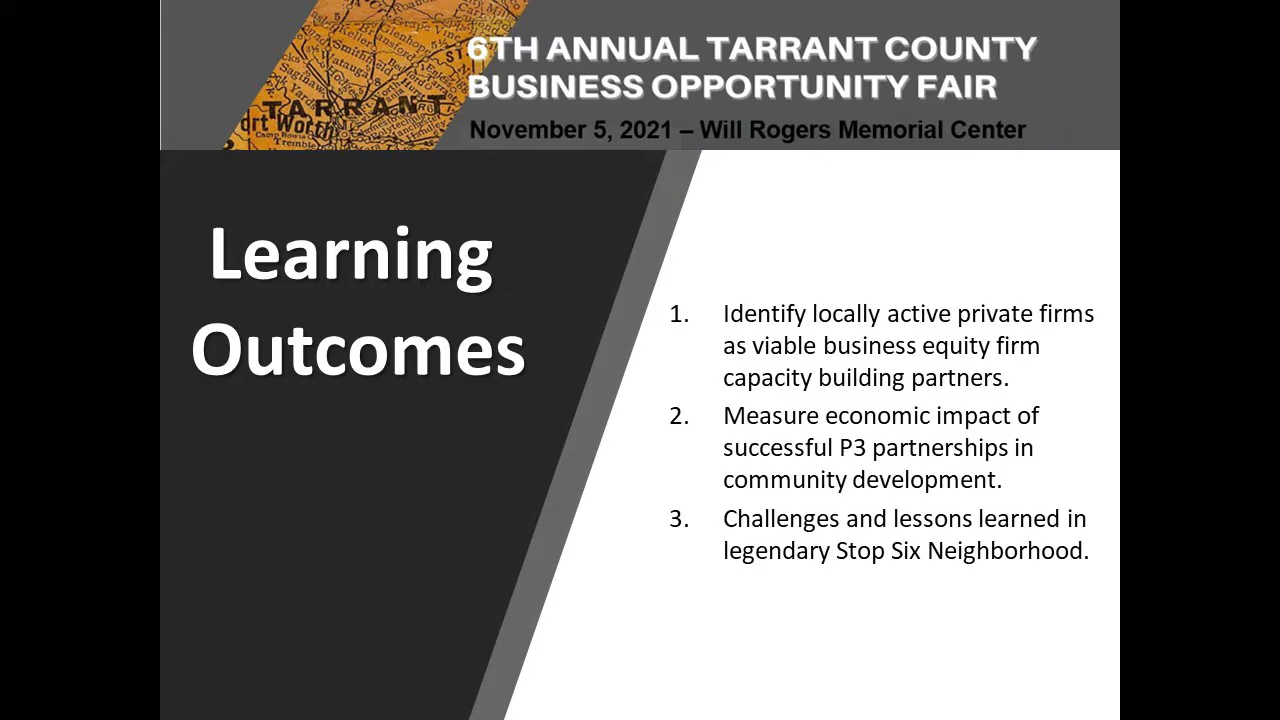 6TH ANNUAL TARRANT COUNTY
BUSINESS OPPORTUNITY FAIR
November 5, 2021 – Will Rogers Memorial Center
TARRANT
Worth
Learning
Outcomes
1. Identify locally active private firms
as viable business equity firm
capacity building partners.
2. Measure economic impact of
successful P3 partnerships in
community development.
3. Challenges and lessons learned in
legendary Stop Six Neighborhood.